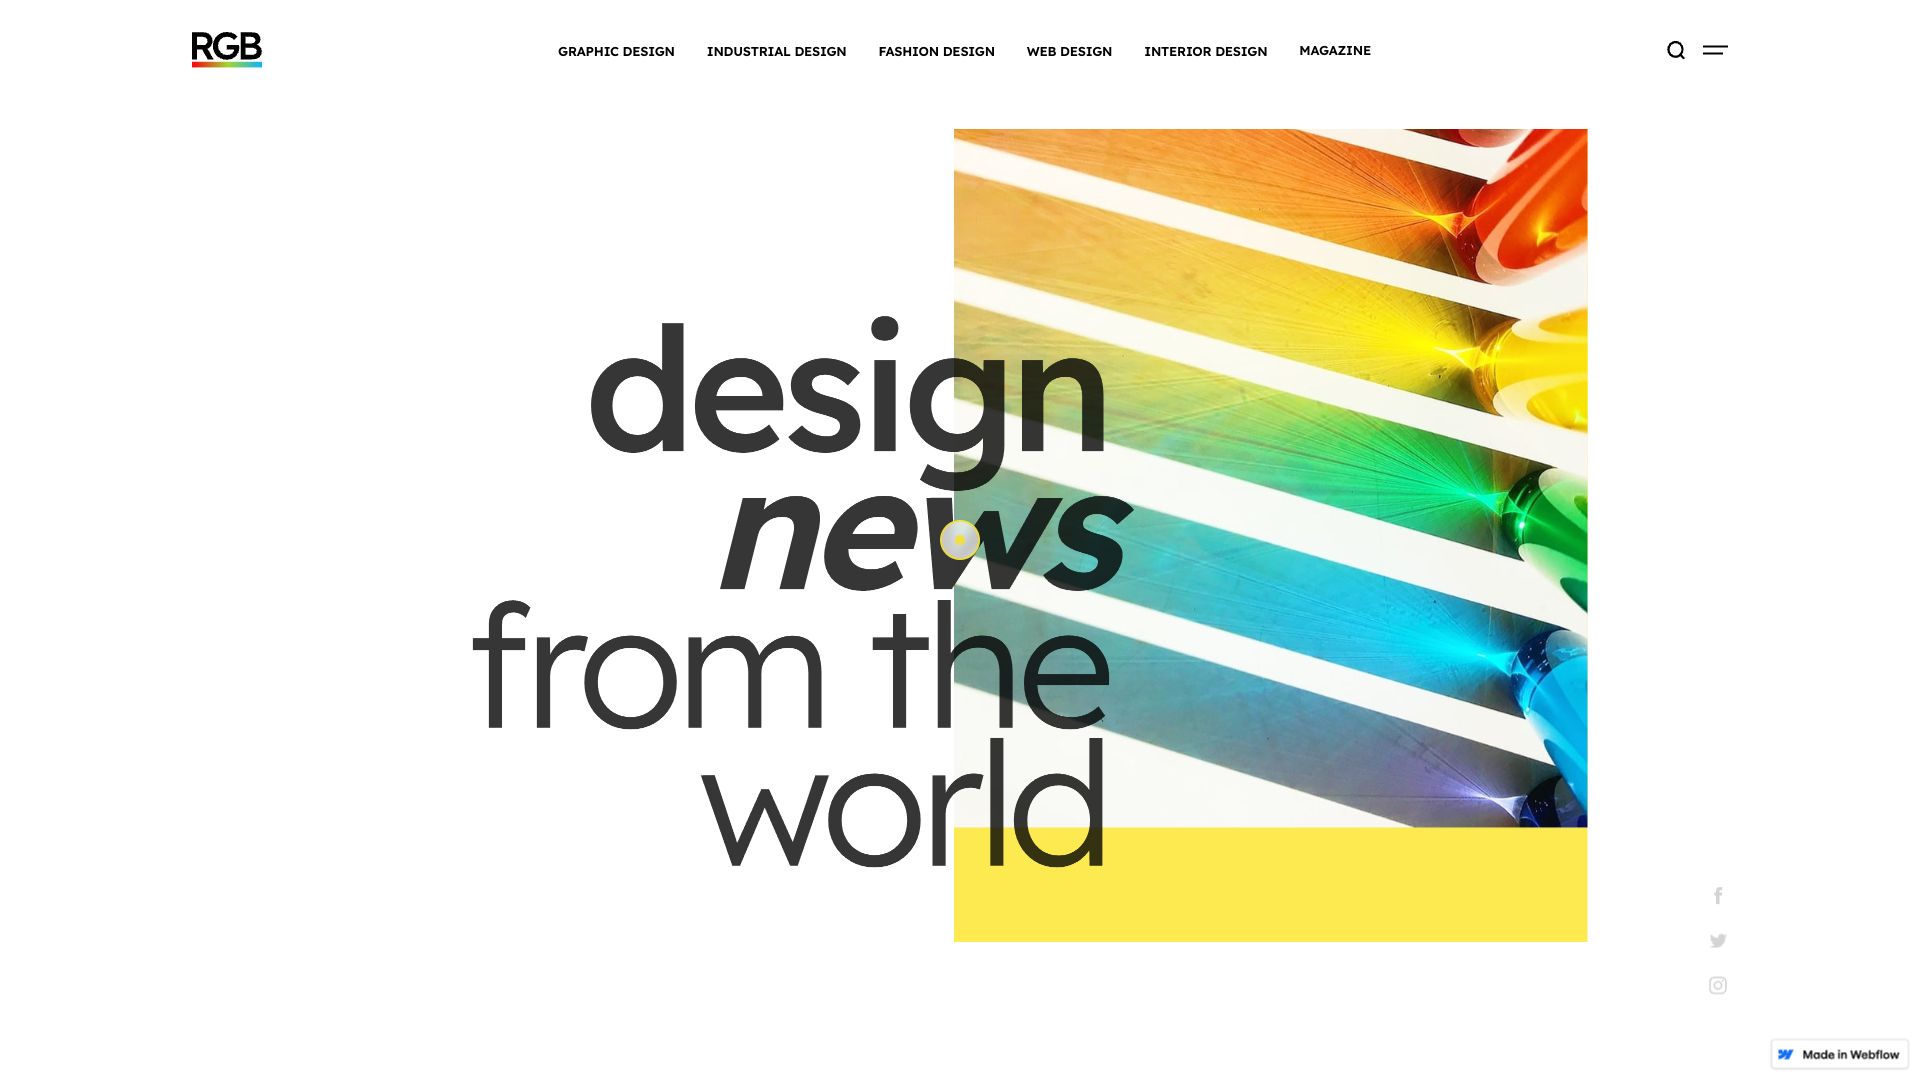 RGB
GRAPHIC DESIGN
INDUSTRIAL DESIGN
FASHION DESIGN
WEB DESIGN
INTERIOR DESIGN
MAGAZINE
design
news
from the
world
Made in Webflow